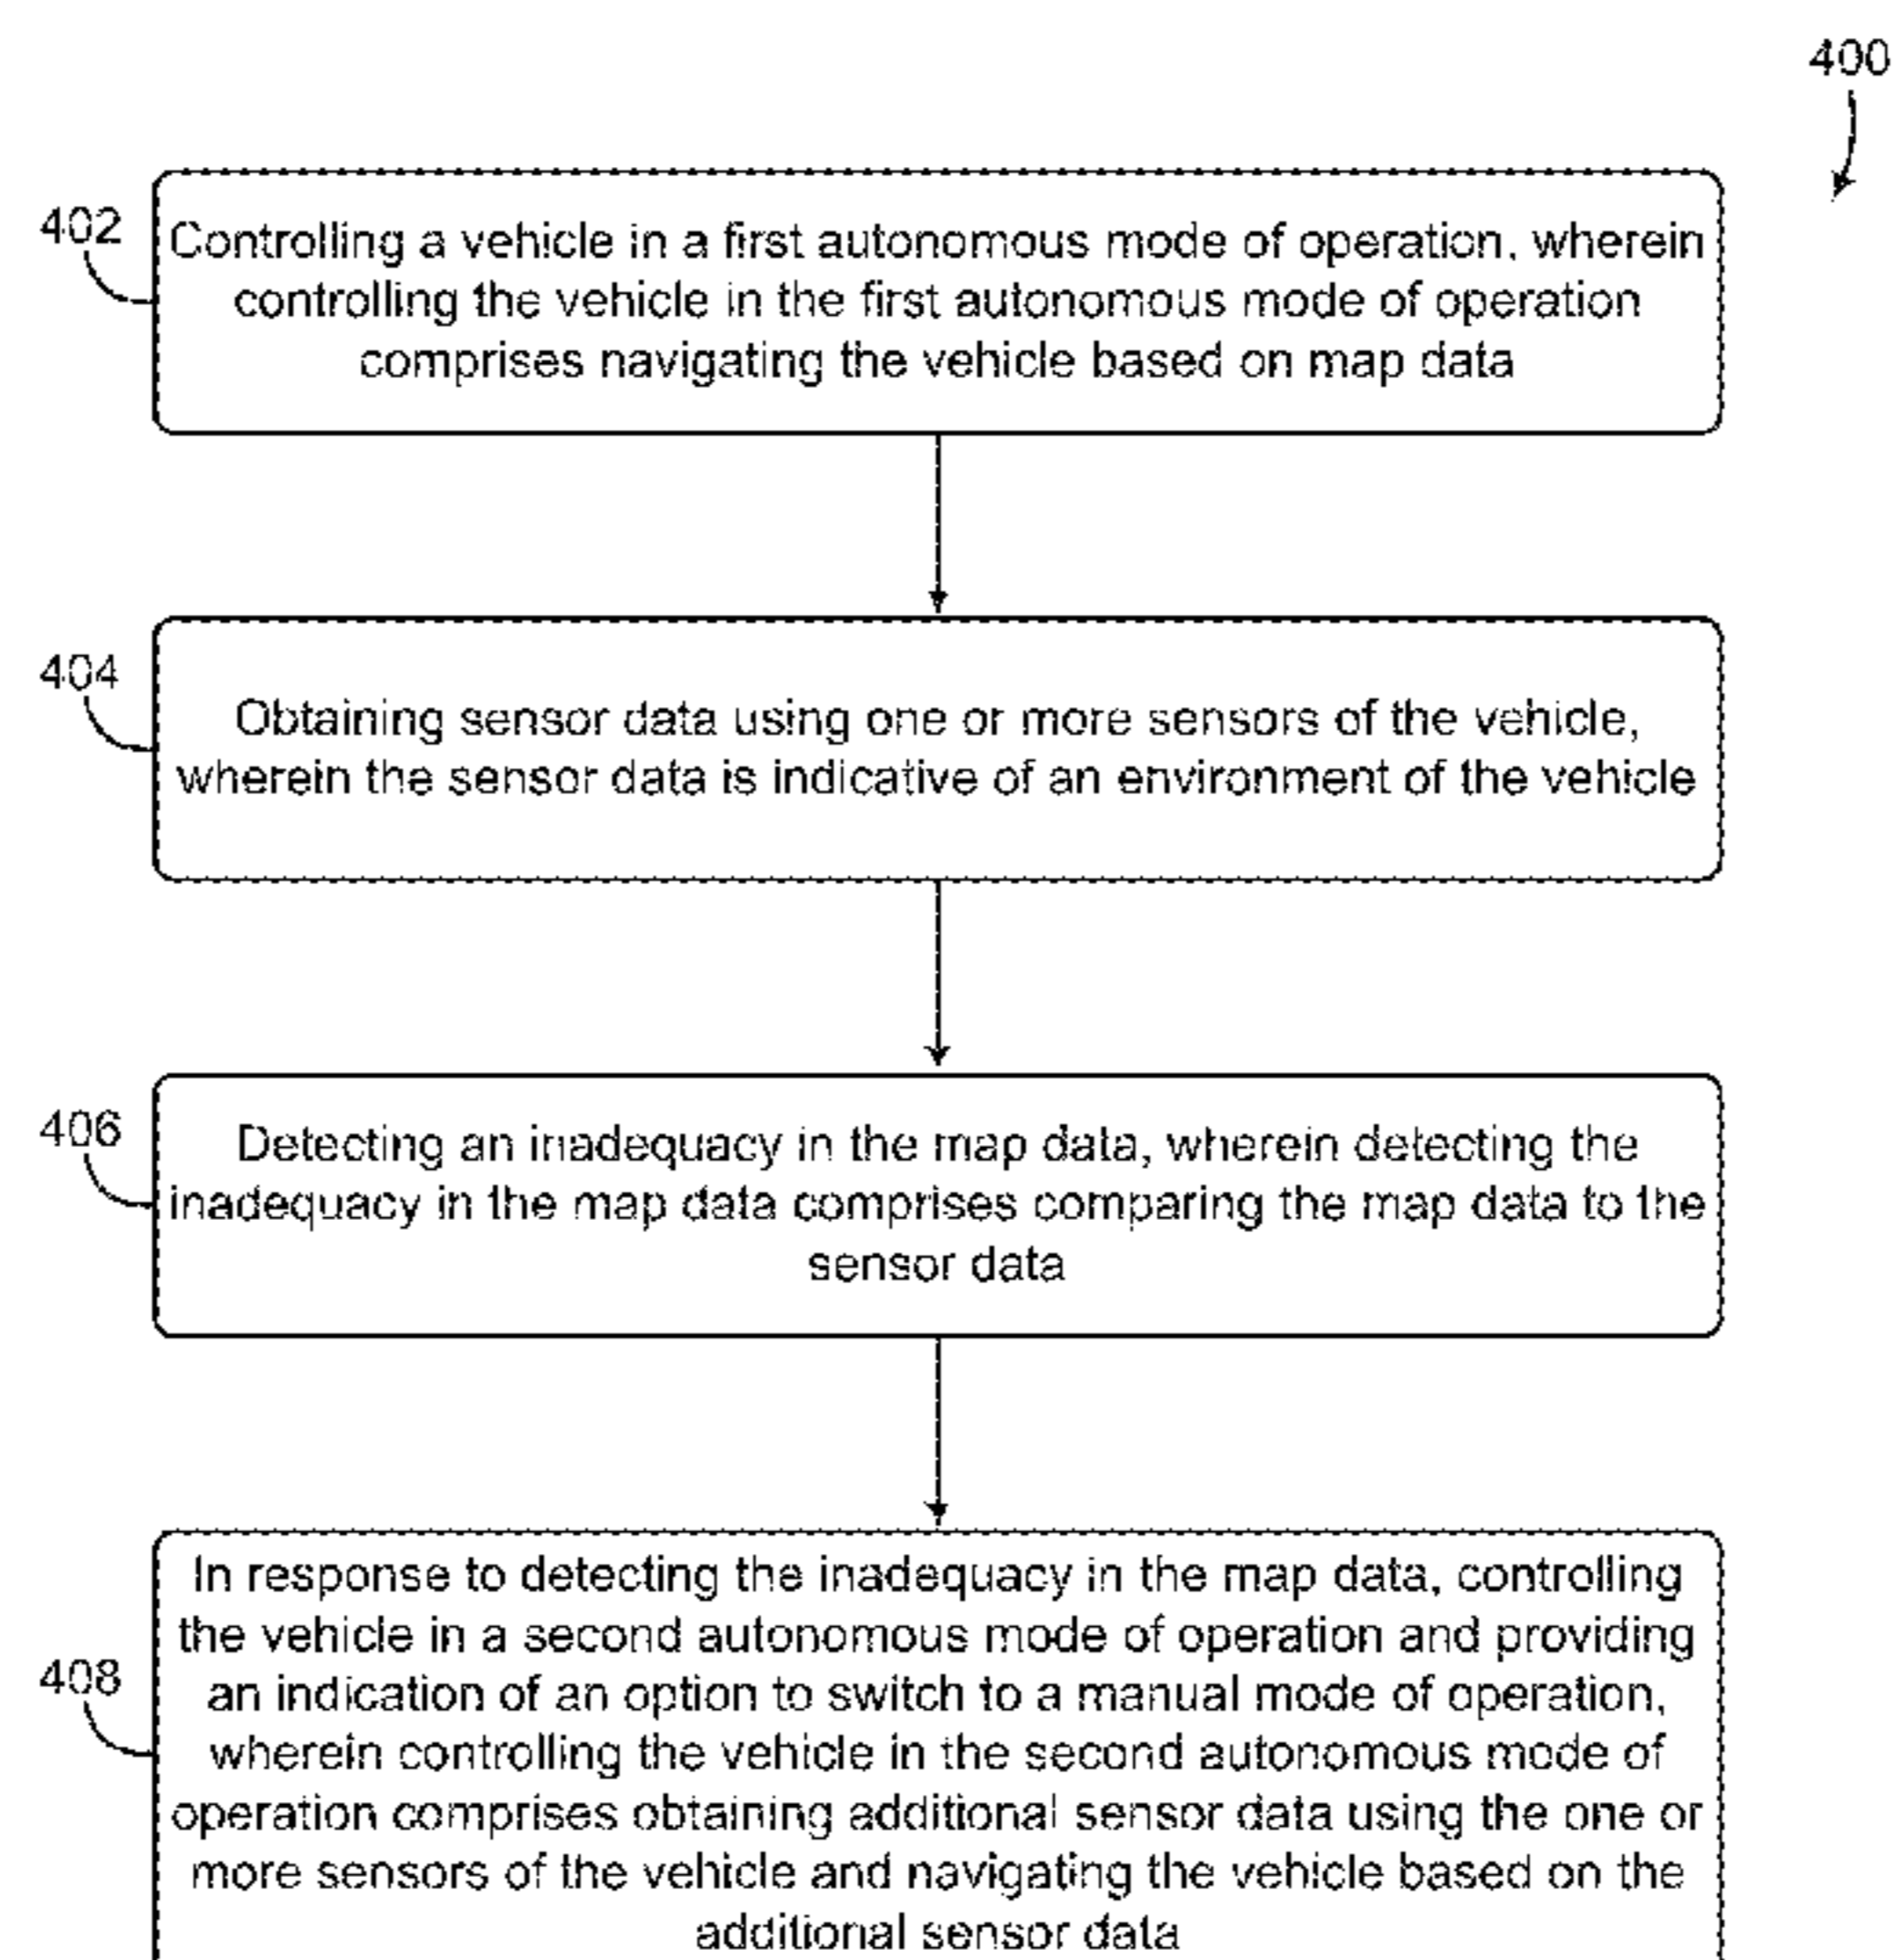 400
402
Controlling a vehicle in a first autonomous mode of operation, wherein
controlling the vehicle in the first autonomous mode of operation
comprises navigating the vehicle based on map data
404
Obtaining sensor data using one or more sensors of the vehicle,
wherein the sensor data is indicative of an environment of the vehicle
406
Detecting an inadequacy in the map data, wherein detecting the
inadequacy in the map data comprises comparing the map data to the
sensor data
408
In response to detecting the inadequacy in the map data, controlling
the vehicle in a second autonomous mode of operation and providing
an indication of an option to switch to a manual mode of operation,
wherein controlling the vehicle in the second autonomous mode of
operation comprises obtaining additional sensor data using the one or
more sensors of the vehicle and navigating the vehicle based on the
additional sensor data